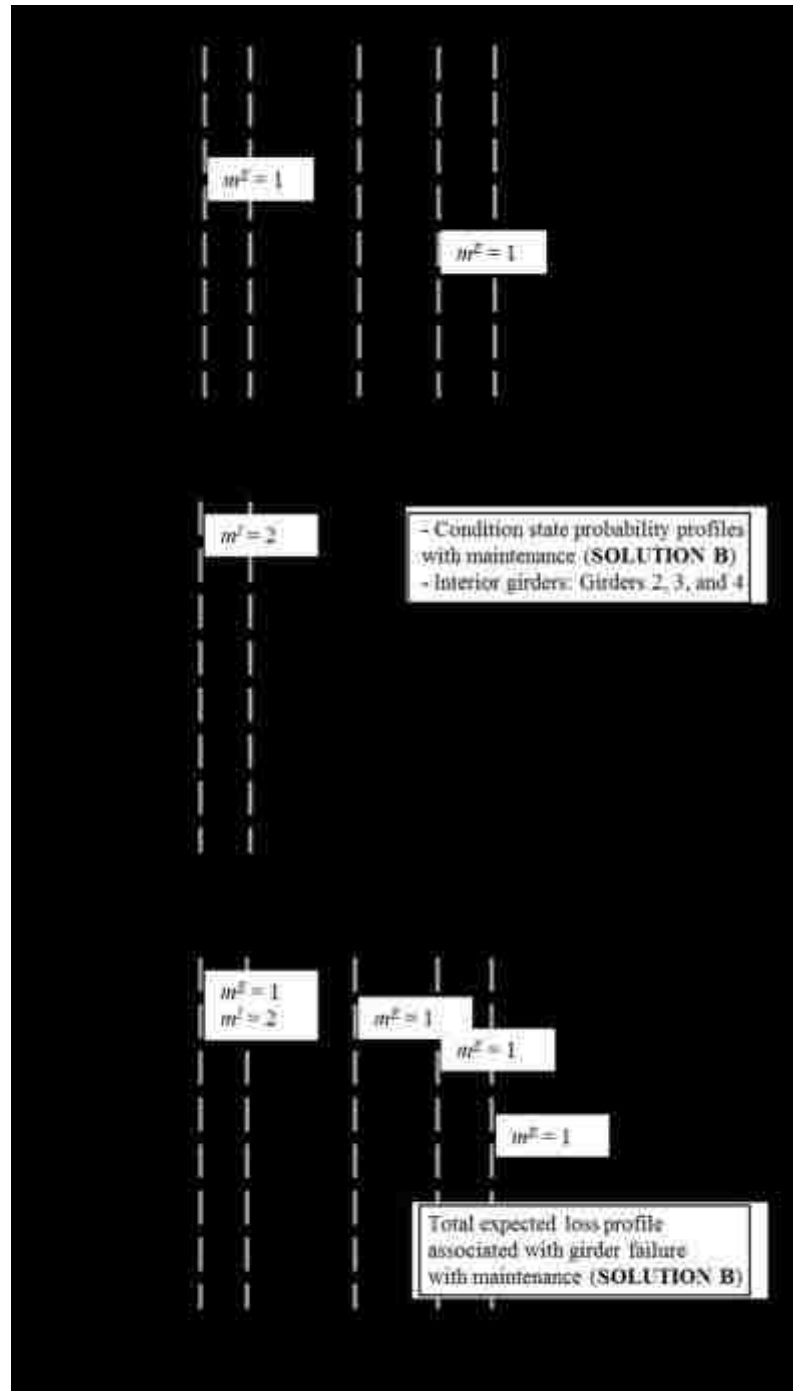 m^E = 1
m^E = 1
m^I = 2
- Condition state probability profiles
with maintenance (SOLUTION B)
- Interior girders: Girders 2, 3, and 4
m^E = 1
m^I = 2
m^E = 1
m^E = 1
m^E = 1
Total expected loss profile
associated with girder failure
with maintenance (SOLUTION B)